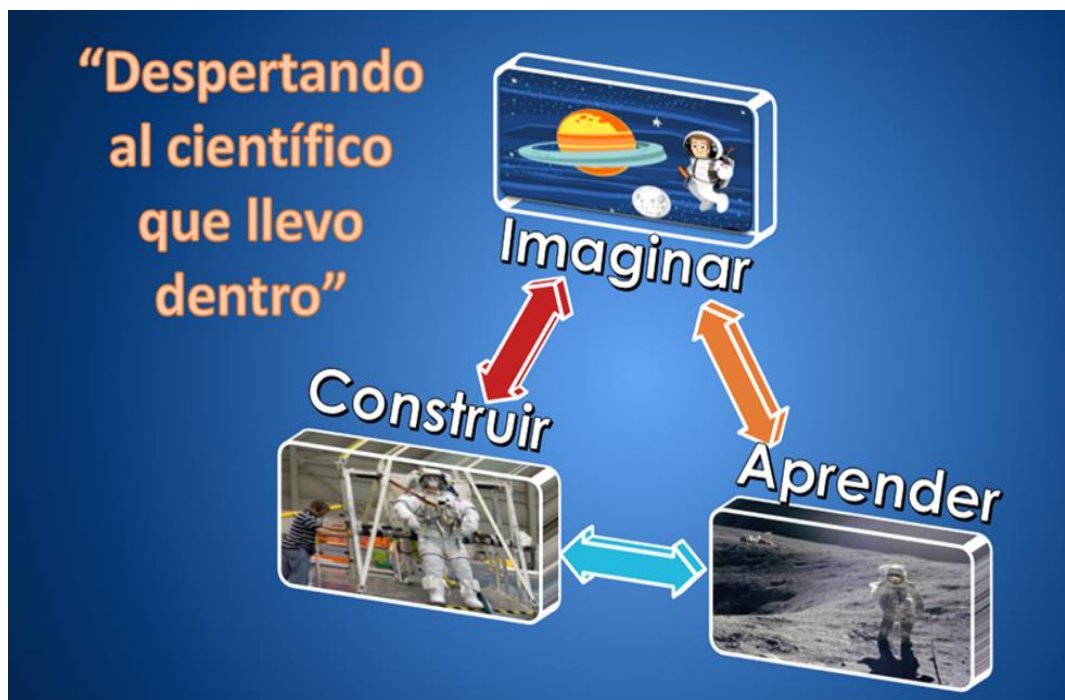 “Despertando
al científico
que llevo
dentro”
Imaginar
Construir
Aprender